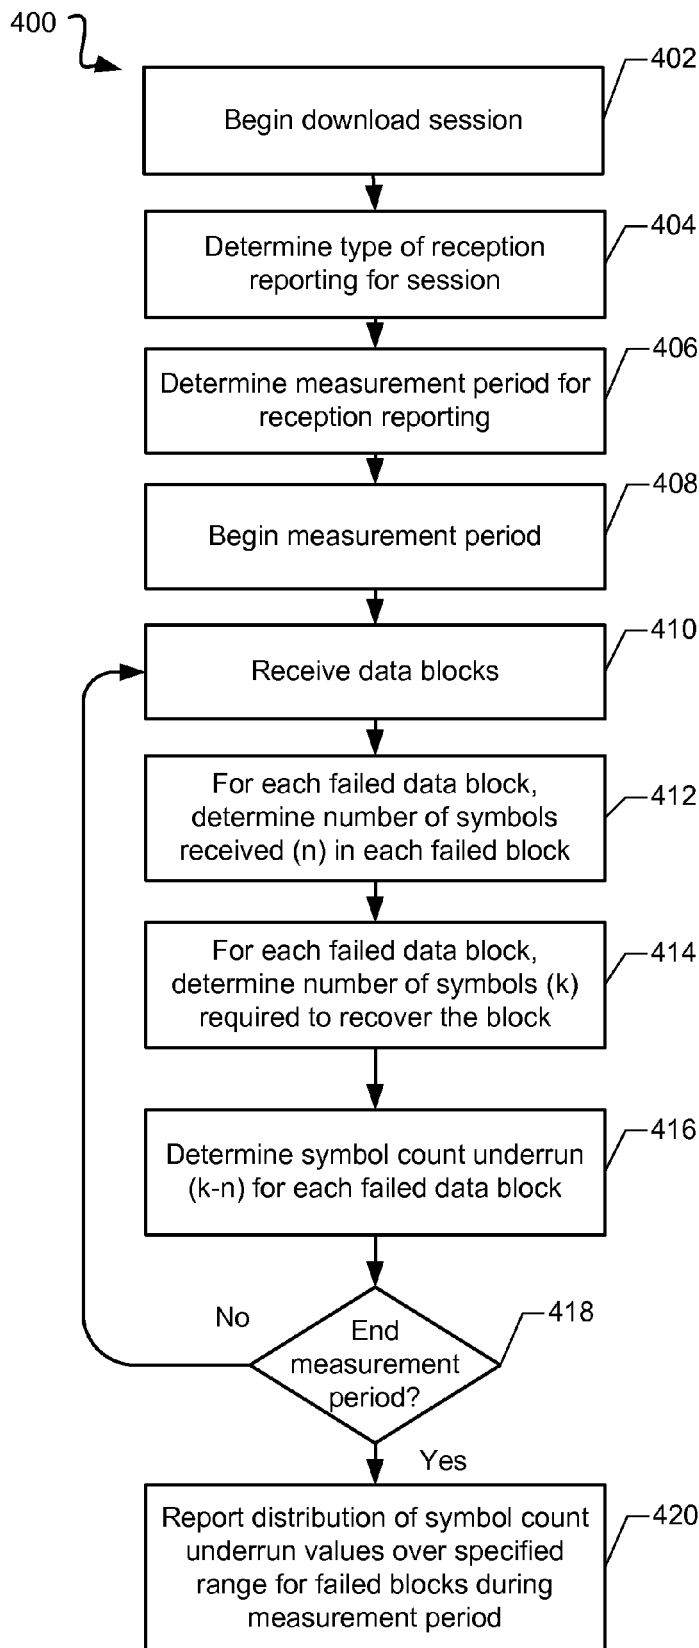 400
402
Begin download session
404
Determine type of reception
reporting for session
406
Determine measurement period for
reception reporting
408
Begin measurement period
410
Receive data blocks
412
For each failed data block,
determine number of symbols
received (n) in each failed block
414
For each failed data block,
determine number of symbols (k)
required to recover the block
416
Determine symbol count underrun
(k-n) for each failed data block
418
No
End
measurement
period?
Yes
420
Report distribution of symbol count
underrun values over specified
range for failed blocks during
measurement period